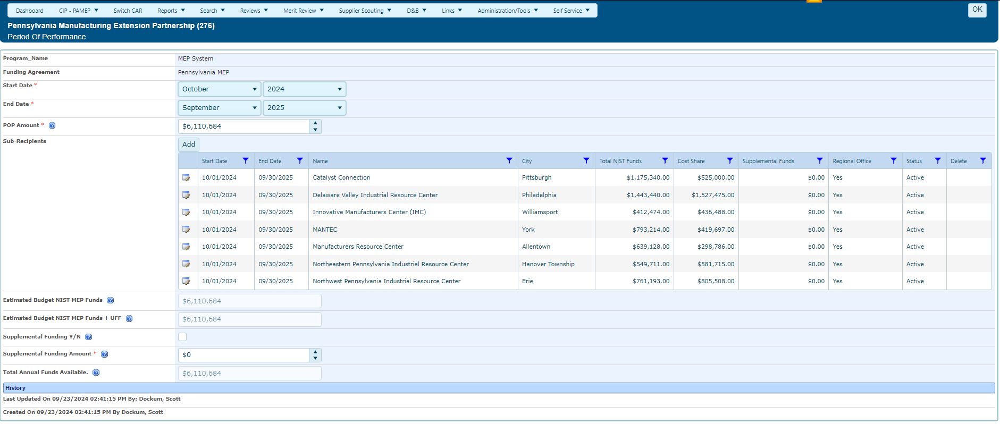 Dashboard CIP - PAMEP Switch CAR Reports Search Reviews Merit Review Supplier Scouting D&B Links Administration/Tools Self Service OK
Pennsylvania Manufacturing Extension Partnership (276)
Period Of Performance
Program_Name MEP System
Funding Agreement Pennsylvania MEP
Start Date * October 2024
End Date * September 2025
POP Amount * $6,110,684
Sub-Recipients Add
Start Date End Date Name City Total NIST Funds Cost Share Supplemental Funds Regional Office Status Delete
10/01/2024 09/30/2025 Catalyst Connection Pittsburgh $1,175,340.00 $525,000.00 $0.00 Yes Active
10/01/2024 09/30/2025 Delaware Valley Industrial Resource Center Philadelphia $1,443,440.00 $1,527,475.00 $0.00 Yes Active
10/01/2024 09/30/2025 Innovative Manufacturers Center (IMC) Williamsport $412,474.00 $436,488.00 $0.00 Yes Active
10/01/2024 09/30/2025 MANTEC York $793,214.00 $419,697.00 $0.00 Yes Active
10/01/2024 09/30/2025 Manufacturers Resource Center Allentown $639,128.00 $298,786.00 $0.00 Yes Active
10/01/2024 09/30/2025 Northeastern Pennsylvania Industrial Resource Center Hanover Township $549,711.00 $581,715.00 $0.00 Yes Active
10/01/2024 09/30/2025 Northwest Pennsylvania Industrial Resource Center Erie $761,193.00 $805,508.00 $0.00 Yes Active
Estimated Budget NIST MEP Funds $6,110,684
Estimated Budget NIST MEP Funds + UFF $6,110,684
Supplemental Funding Y/N
Supplemental Funding Amount * $0
Total Annual Funds Available. $6,110,684
History
Last Updated On 09/23/2024 02:41:15 PM By: Dockum, Scott
Created On 09/23/2024 02:41:15 PM By Dockum, Scott